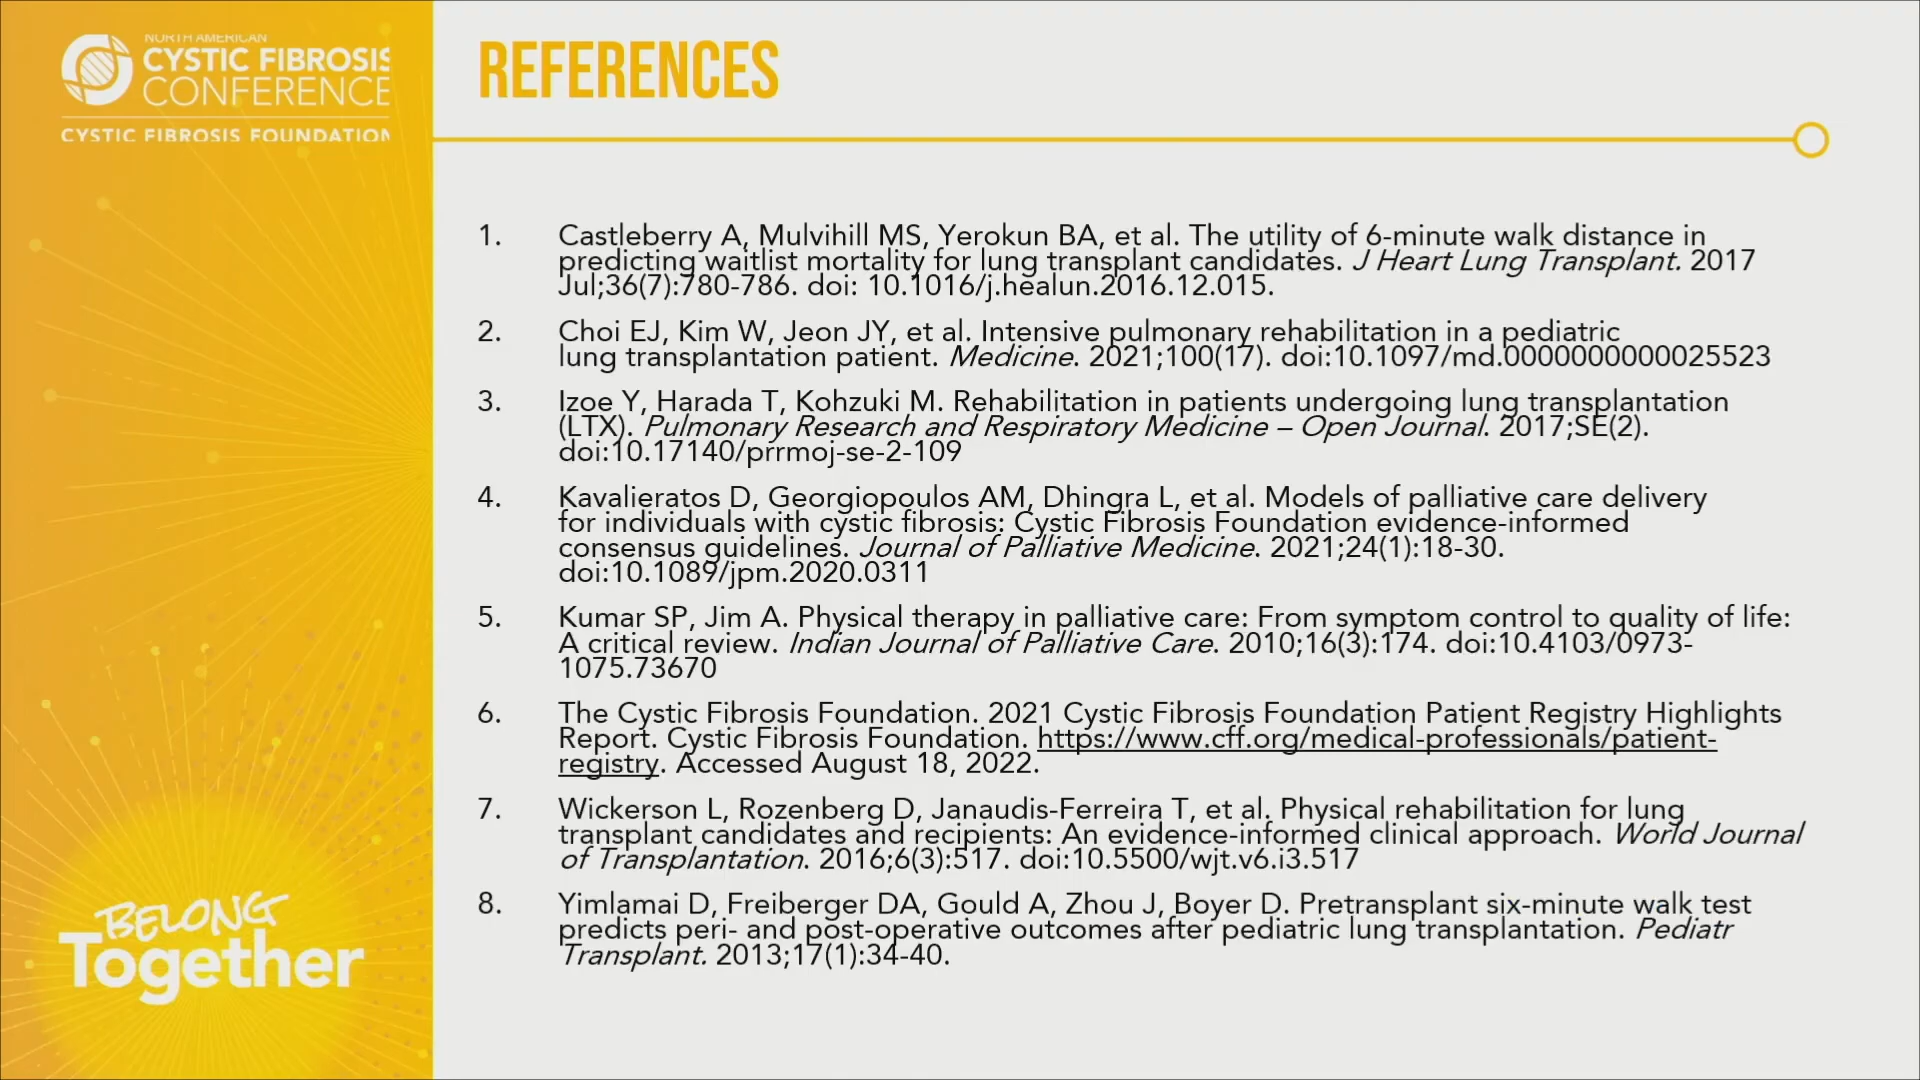 NORTH AMERICAN
CYSTIC FIBROSIS
CONFERENCE
CYSTIC FIBROSIS FOUNDATION
REFERENCES
1. Castleberry A, Mulvihill MS, Yerokun BA, et al. The utility of 6-minute walk distance in
predicting waitlist mortality for lung transplant candidates. J Heart Lung Transplant. 2017
Jul;36(7):780-786. doi: 10.1016/j.healun.2016.12.015.
2. Choi EJ, Kim W, Jeon JY, et al. Intensive pulmonary rehabilitation in a pediatric
lung transplantation patient. Medicine. 2021;100(17). doi:10.1097/md.0000000000025523
3. Izoe Y, Harada T, Kohzuki M. Rehabilitation in patients undergoing lung transplantation
(LTX). Pulmonary Research and Respiratory Medicine – Open Journal. 2017;SE(2).
doi:10.17140/prrmoj-se-2-109
4. Kavalieratos D, Georgiopoulos AM, Dhingra L, et al. Models of palliative care delivery
for individuals with cystic fibrosis: Cystic Fibrosis Foundation evidence-informed
consensus guidelines. Journal of Palliative Medicine. 2021;24(1):18-30.
doi:10.1089/jpm.2020.0311
5. Kumar SP, Jim A. Physical therapy in palliative care: From symptom control to quality of life:
A critical review. Indian Journal of Palliative Care. 2010;16(3):174. doi:10.4103/0973-
1075.73670
6. The Cystic Fibrosis Foundation. 2021 Cystic Fibrosis Foundation Patient Registry Highlights
Report. Cystic Fibrosis Foundation. https://www.cff.org/medical-professionals/patient-
registry. Accessed August 18, 2022.
7. Wickerson L, Rozenberg D, Janaudis-Ferreira T, et al. Physical rehabilitation for lung
transplant candidates and recipients: An evidence-informed clinical approach. World Journal
of Transplantation. 2016;6(3):517. doi:10.5500/wjt.v6.i3.517
8. Yimlamai D, Freiberger DA, Gould A, Zhou J, Boyer D. Pretransplant six-minute walk test
predicts peri- and post-operative outcomes after pediatric lung transplantation. Pediatr
Transplant. 2013;17(1):34-40.
BELONG
Together